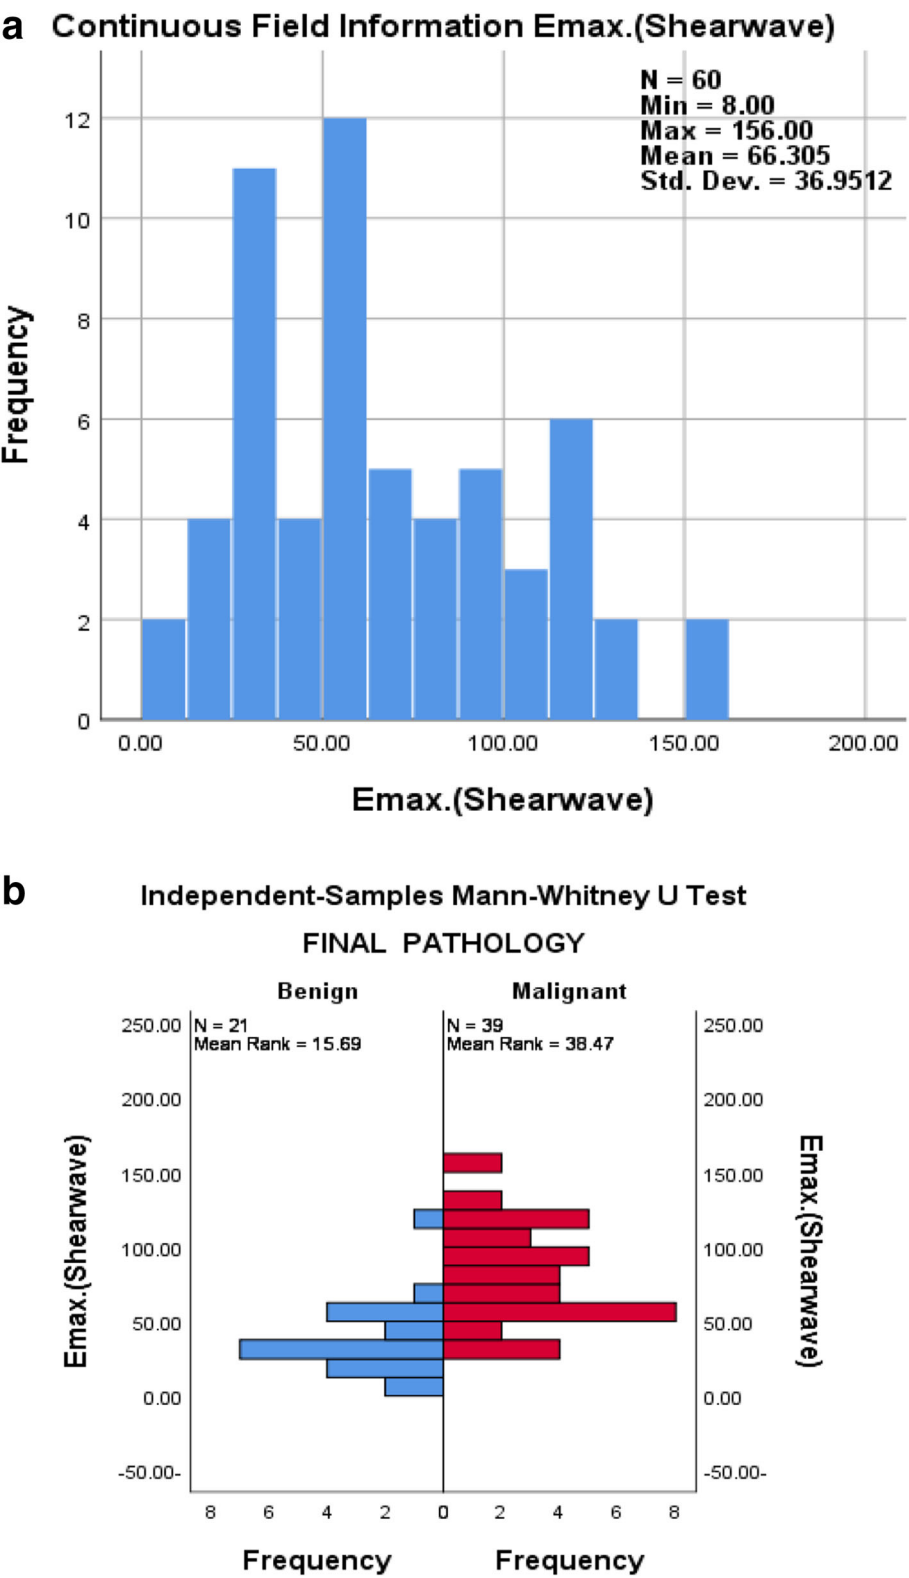 a Continuous Field Information Emax.(Shearwave)
N = 60
Min = 8.00
Max = 156.00
Mean = 66.305
Std. Dev. = 36.9512
Frequency
12
10
8
6
4
2
0
0.00 50.00 100.00 150.00 200.00
Emax.(Shearwave)
b
Independent-Samples Mann-Whitney U Test
FINAL PATHOLOGY
Benign Malignant
N = 21 N = 39
Mean Rank = 15.69 Mean Rank = 38.47
Emax.(Shearwave)
250.00 250.00
200.00 200.00
150.00 150.00
100.00 100.00
50.00 50.00
0.00 0.00
-50.00- -50.00-
Emax.(Shearwave)
8 6 4 2 0 2 4 6 8
Frequency Frequency